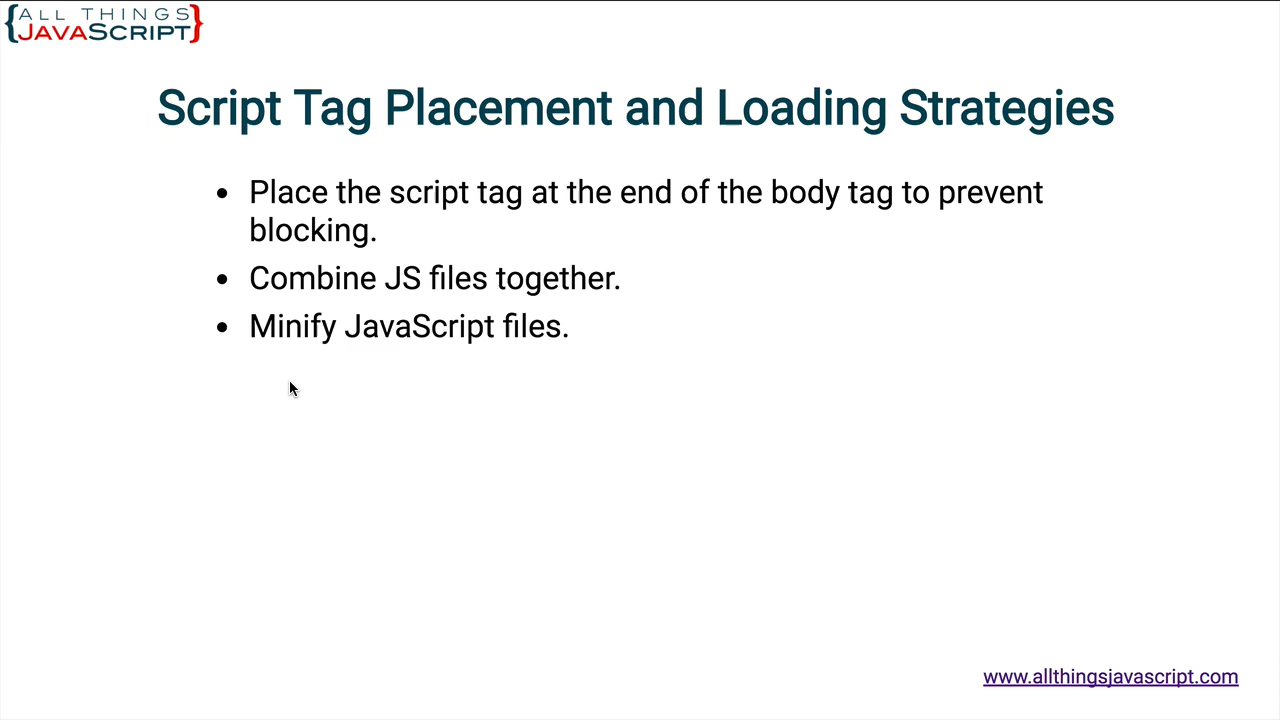 {ALL THINGS
JAVASCRIPT}
Script Tag Placement and Loading Strategies
• Place the script tag at the end of the body tag to prevent
blocking.
• Combine JS files together.
• Minify JavaScript files.
www.allthingsjavascript.com